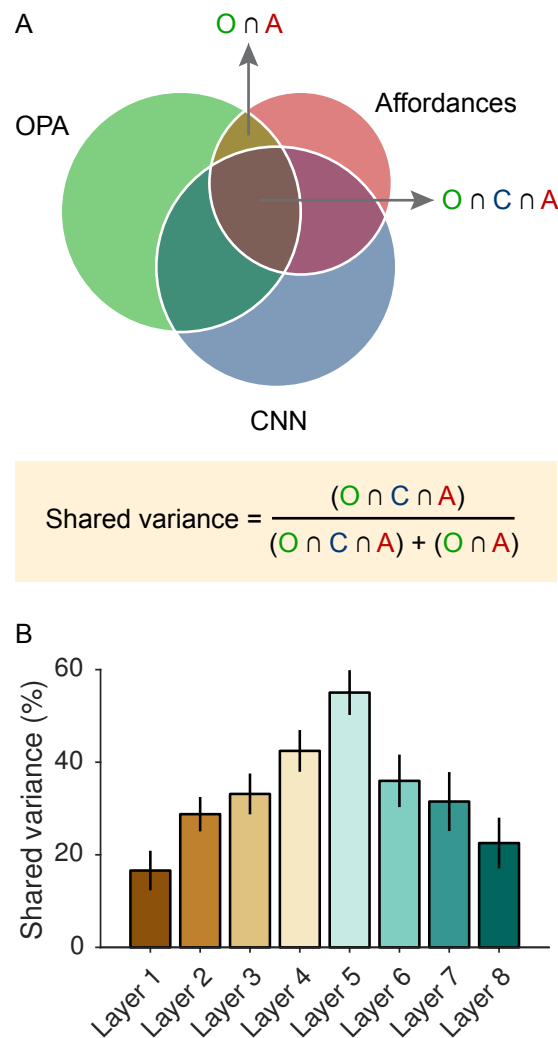 A
O ∩ A
OPA
Affordances
O ∩ C ∩ A
CNN
Shared variance = (O ∩ C ∩ A)
(O ∩ C ∩ A) + (O ∩ A)
B
Shared variance (%)
60
40
20
0
Layer 1
Layer 2
Layer 3
Layer 4
Layer 5
Layer 6
Layer 7
Layer 8